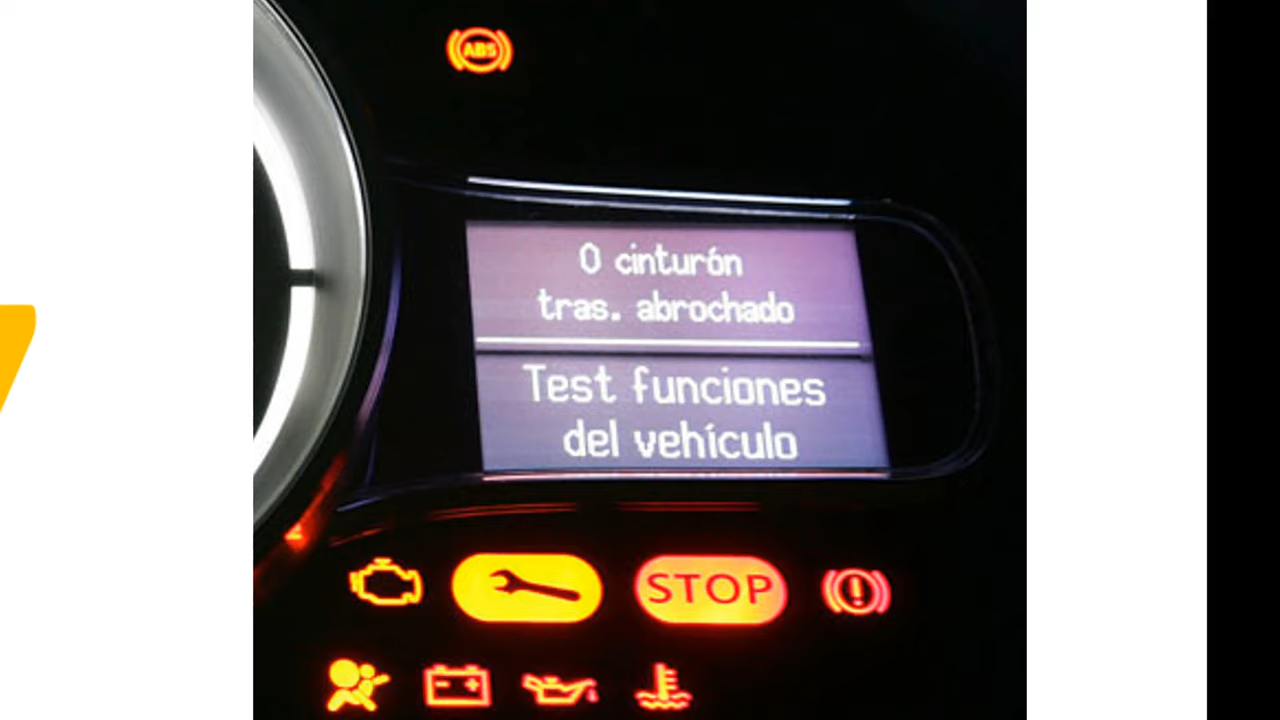 ABS
0 cinturón
tras. abrochado
Test funciones
del vehículo
STOP